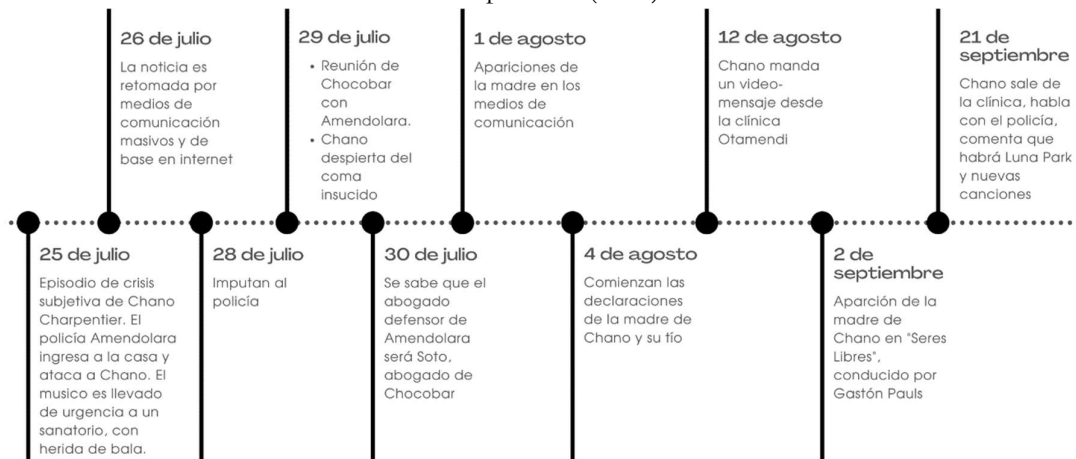 26 de julio
La noticia es
retomada por
medios de
comunicación
masivos y de
base en internet
29 de julio
• Reunión de
Chocobar
con
Amendolara.
• Chano
despierta del
coma
insucido
1 de agosto
Apariciones de
la madre en los
medios de
comunicación
12 de agosto
Chano manda
un video-
mensaje desde
la clínica
Otamendi
21 de
septiembre
Chano sale de
la clínica, habla
con el policía,
comenta que
habrá Luna Park
y nuevas
canciones
25 de julio
Episodio de crisis
subjetiva de Chano
Charpentier. El
policía Amendolara
ingresa a la casa y
ataca a Chano. El
musico es llevado
de urgencia a un
sanatorio, con
herida de bala.
28 de julio
Imputan al
policía
30 de julio
Se sabe que el
abogado
defensor de
Amendolara
será Soto,
abogado de
Chocobar
4 de agosto
Comienzan las
declaraciones
de la madre de
Chano y su tío
2 de
septiembre
Aparción de la
madre de
Chano en "Seres
Libres",
conducido por
Gastón Pauls